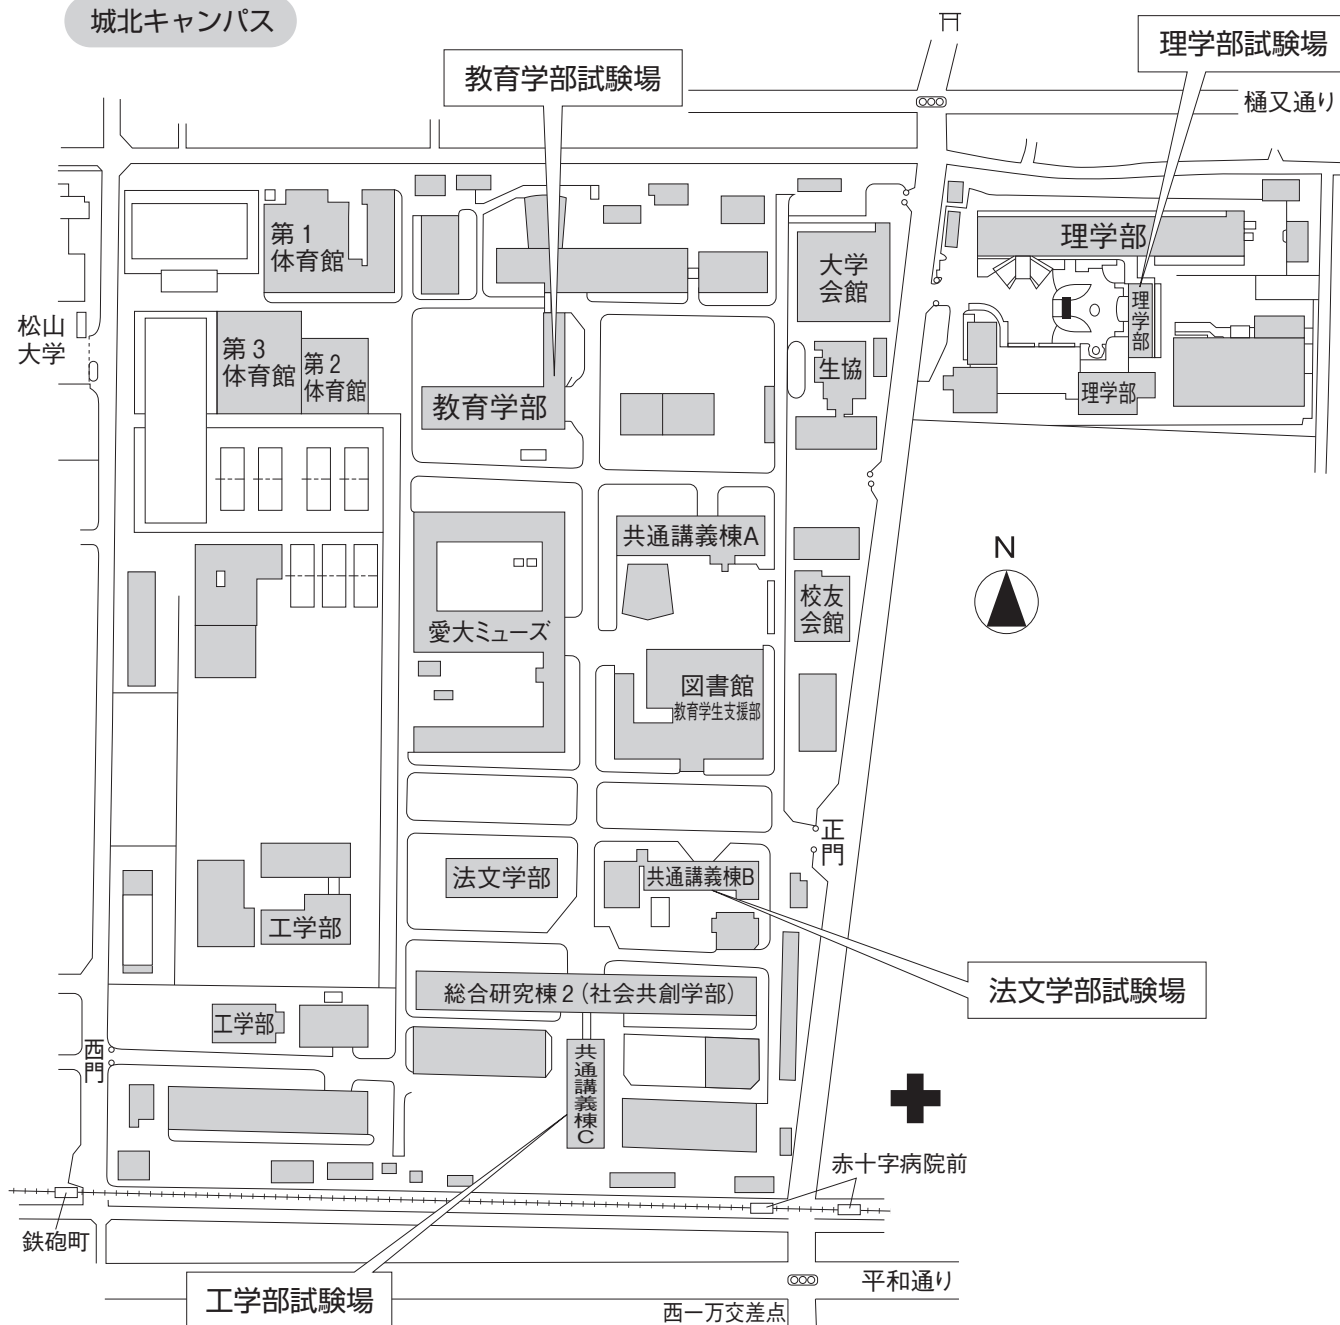 城北キャンパス
教育学部試験場
理学部試験場
樋又通り
第1
体育館
大学
会館
理学部
理学部
松山
大学
第3
体育館
第2
体育館
教育学部
生協
理学部
共通講義棟A
N
愛大ミューズ
校友
会館
図書館
教育学生支援部
正門
法文学部
共通講義棟B
工学部
法文学部試験場
総合研究棟2(社会共創学部)
工学部
西門
共通講義棟C
赤十字病院前
鉄砲町
工学部試験場
平和通り
西一万交差点